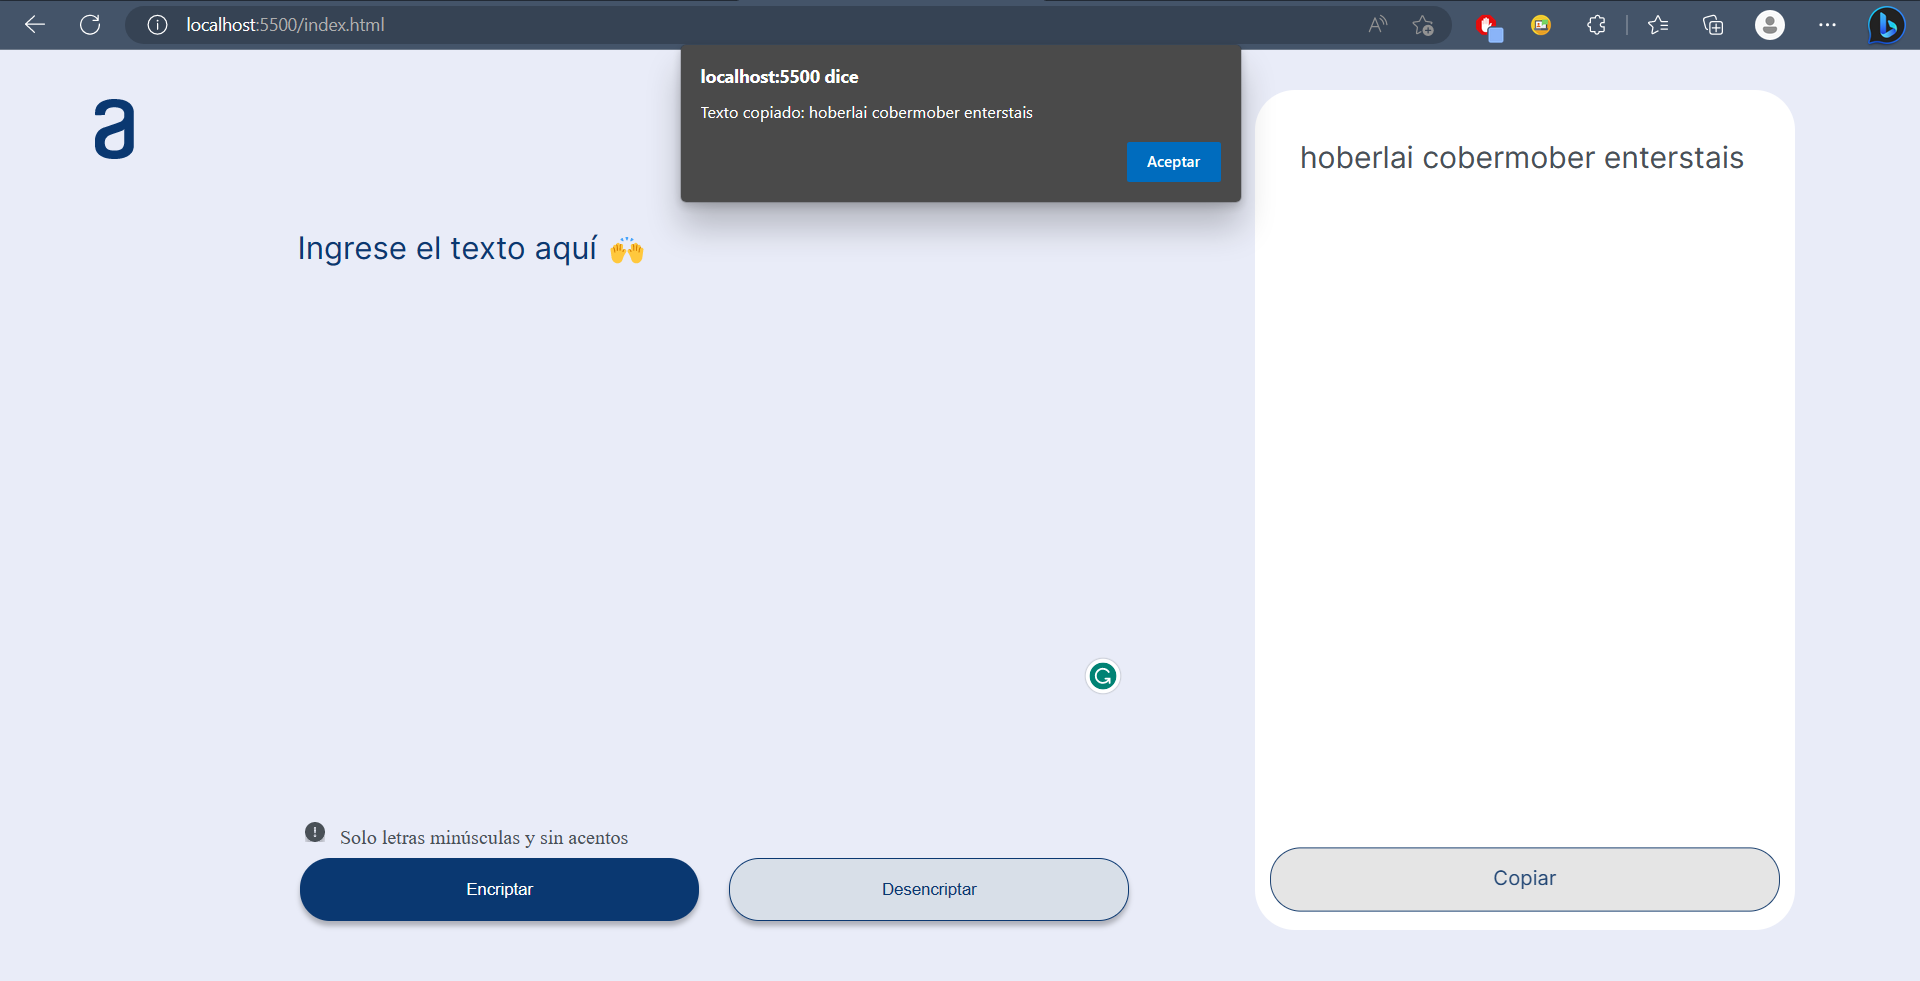 localhost:5500/index.html
localhost:5500 dice
Texto copiado: hoberlai cobermober enterstais
Aceptar
a
Ingrese el texto aquí 🙌
hoberlai cobermober enterstais
Solo letras minúsculas y sin acentos
Encriptar
Desencriptar
Copiar